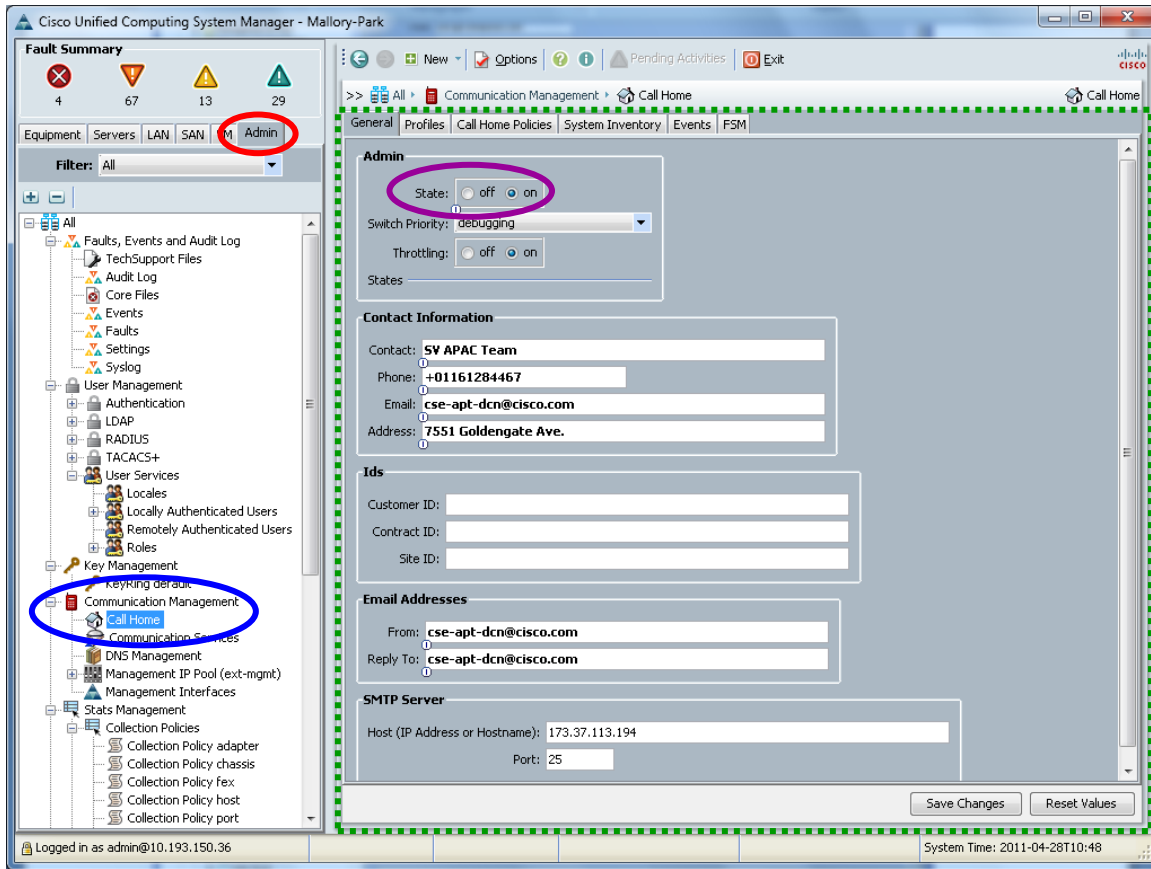 Cisco Unified Computing System Manager - Mallory-Park
Fault Summary
4 67 13 29
Equipment Servers LAN SAN VM Admin
Filter: All
All
Faults, Events and Audit Log
TechSupport Files
Audit Log
Core Files
Events
Faults
Settings
Syslog
User Management
Authentication
LDAP
RADIUS
TACACS+
User Services
Locales
Locally Authenticated Users
Remotely Authenticated Users
Roles
Key Management
KeyRing default
Communication Management
Call Home
Communication Services
DNS Management
Management IP Pool (ext-mgmt)
Management Interfaces
Stats Management
Collection Policies
Collection Policy adapter
Collection Policy chassis
Collection Policy fex
Collection Policy host
Collection Policy port
New Options Pending Activities Exit
CISCO
>> All Communication Management Call Home Call Home
General Profiles Call Home Policies System Inventory Events FSM
Admin
State: off on
Switch Priority: debugging
Throttling: off on
States
Contact Information
Contact: SV APAC Team
Phone: +01161284467
Email: cse-apt-dcn@cisco.com
Address: 7551 Goldengate Ave.
Ids
Customer ID:
Contract ID:
Site ID:
Email Addresses
From: cse-apt-dcn@cisco.com
Reply To: cse-apt-dcn@cisco.com
SMTP Server
Host (IP Address or Hostname): 173.37.113.194
Port: 25
Save Changes Reset Values
Logged in as admin@10.193.150.36
System Time: 2011-04-28T10:48